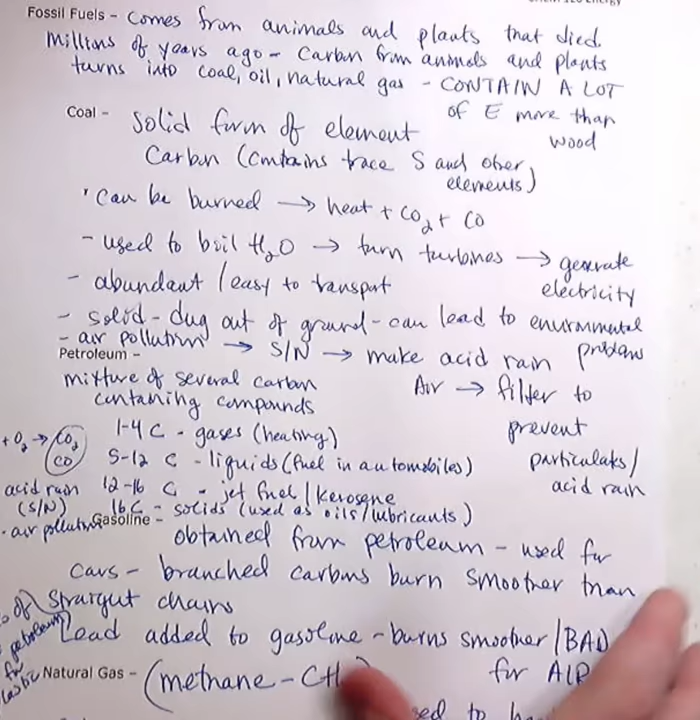 Fossil Fuels - comes from animals and plants that died
millions of years ago - carbon from animals and plants
turns into coal, oil, natural gas - CONTAIN A LOT
of E more than
wood
Coal - solid form of element
Carbon (contains trace S and other
elements)
· can be burned → heat + CO2 + CO
- used to boil H2O → turn turbines → generate
electricity
- abundant / easy to transport
- solid - dug out of ground - can lead to environmental
problems
- air pollution → S/N → make acid rain
Petroleum -
mixture of several carbon
containing compounds
Air → filter to
prevent
particulates/
acid rain
+ O2 → CO2
CO
1-4 C - gases (heating)
5-12 C - liquids (fuel in automobiles)
acid rain
(S/N)
- air pollution
12-16 C - jet fuel / kerosene
16 C - solids (used as oils/lubricants)
Gasoline -
obtained from petroleum - used for
cars - branched carbons burn smoother than
straight chains
Lead added to gasoline - burns smoother / BAD
for AIR
of
petroleum
for
Natural Gas - (methane - CH
to